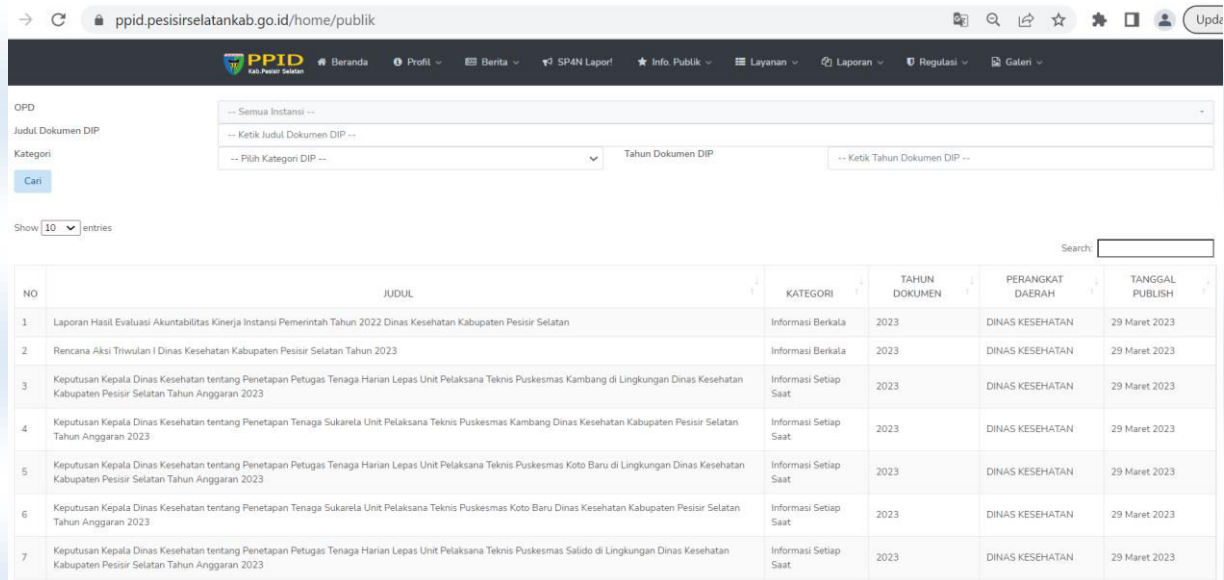 ppid.pesisirselatankab.go.id/home/publik
Upda
PPID
Kab.Pesisir Selatan
Beranda
Profil
Berita
SP4N Lapor!
Info. Publik
Layanan
Laporan
Regulasi
Galeri
OPD
-- Semua Instansi --
Judul Dokumen DIP
-- Ketik Judul Dokumen DIP --
Kategori
-- Pilih Kategori DIP --
Tahun Dokumen DIP
-- Ketik Tahun Dokumen DIP --
Cari
Show 10 entries
Search:
NO
JUDUL
KATEGORI
TAHUN
DOKUMEN
PERANGKAT
DAERAH
TANGGAL
PUBLISH
1
Laporan Hasil Evaluasi Akuntabilitas Kinerja Instansi Pemerintah Tahun 2022 Dinas Kesehatan Kabupaten Pesisir Selatan
Informasi Berkala
2023
DINAS KESEHATAN
29 Maret 2023
2
Rencana Aksi Triwulan I Dinas Kesehatan Kabupaten Pesisir Selatan Tahun 2023
Informasi Berkala
2023
DINAS KESEHATAN
29 Maret 2023
3
Keputusan Kepala Dinas Kesehatan tentang Penetapan Petugas Tenaga Harian Lepas Unit Pelaksana Teknis Puskesmas Kambang di Lingkungan Dinas Kesehatan
Kabupaten Pesisir Selatan Tahun Anggaran 2023
Informasi Setiap
Saat
2023
DINAS KESEHATAN
29 Maret 2023
4
Keputusan Kepala Dinas Kesehatan tentang Penetapan Tenaga Sukarela Unit Pelaksana Teknis Puskesmas Kambang Dinas Kesehatan Kabupaten Pesisir Selatan
Tahun Anggaran 2023
Informasi Setiap
Saat
2023
DINAS KESEHATAN
29 Maret 2023
5
Keputusan Kepala Dinas Kesehatan tentang Penetapan Petugas Tenaga Harian Lepas Unit Pelaksana Teknis Puskesmas Koto Baru di Lingkungan Dinas Kesehatan
Kabupaten Pesisir Selatan Tahun Anggaran 2023
Informasi Setiap
Saat
2023
DINAS KESEHATAN
29 Maret 2023
6
Keputusan Kepala Dinas Kesehatan tentang Penetapan Tenaga Sukarela Unit Pelaksana Teknis Puskesmas Koto Baru Dinas Kesehatan Kabupaten Pesisir Selatan
Tahun Anggaran 2023
Informasi Setiap
Saat
2023
DINAS KESEHATAN
29 Maret 2023
7
Keputusan Kepala Dinas Kesehatan tentang Penetapan Petugas Tenaga Harian Lepas Unit Pelaksana Teknis Puskesmas Salido di Lingkungan Dinas Kesehatan
Kabupaten Pesisir Selatan Tahun Anggaran 2023
Informasi Setiap
Saat
2023
DINAS KESEHATAN
29 Maret 2023